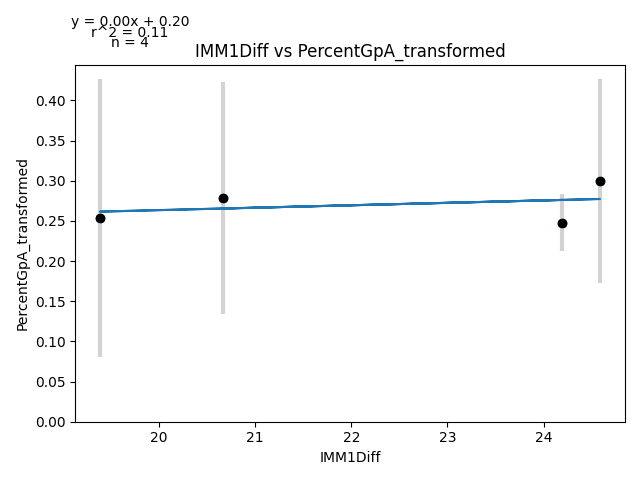 y = 0.00x + 0.20
r^2 = 0.11
n = 4
IMM1Diff vs PercentGpA_transformed
PercentGpA_transformed
0.40
0.35
0.30
0.25
0.20
0.15
0.10
0.05
0.00
20 21 22 23 24
IMM1Diff